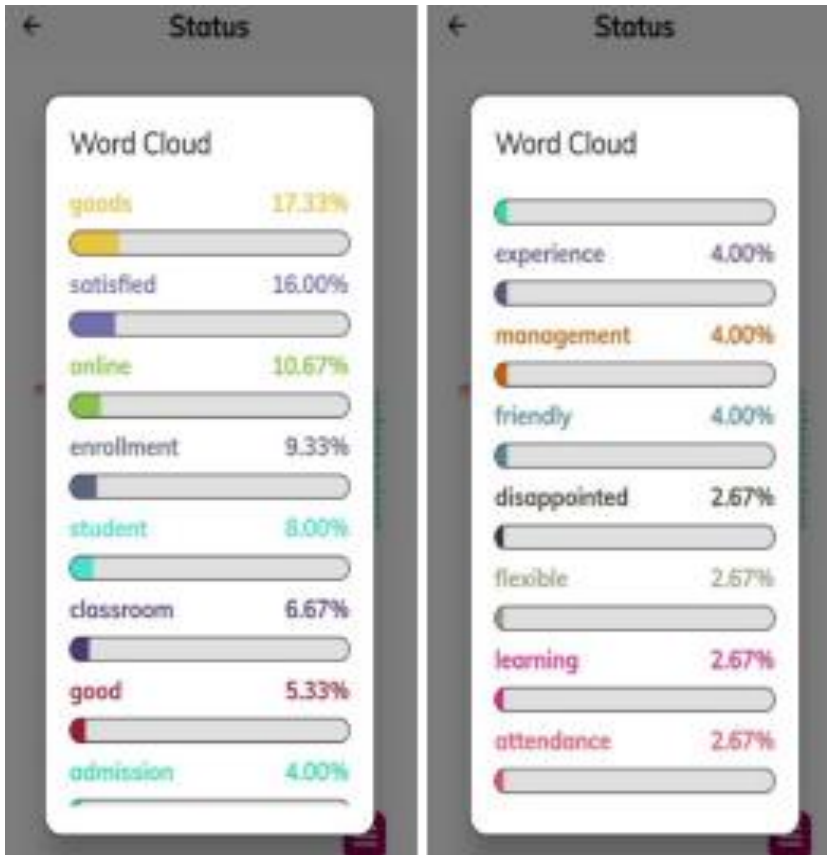 Status
Word Cloud
goods 17.33%
satisfied 16.00%
online 10.67%
enrollment 9.33%
student 8.00%
classroom 6.67%
good 5.33%
admission 4.00%
Status
Word Cloud
experience 4.00%
management 4.00%
friendly 4.00%
disappointed 2.67%
flexible 2.67%
learning 2.67%
attendance 2.67%